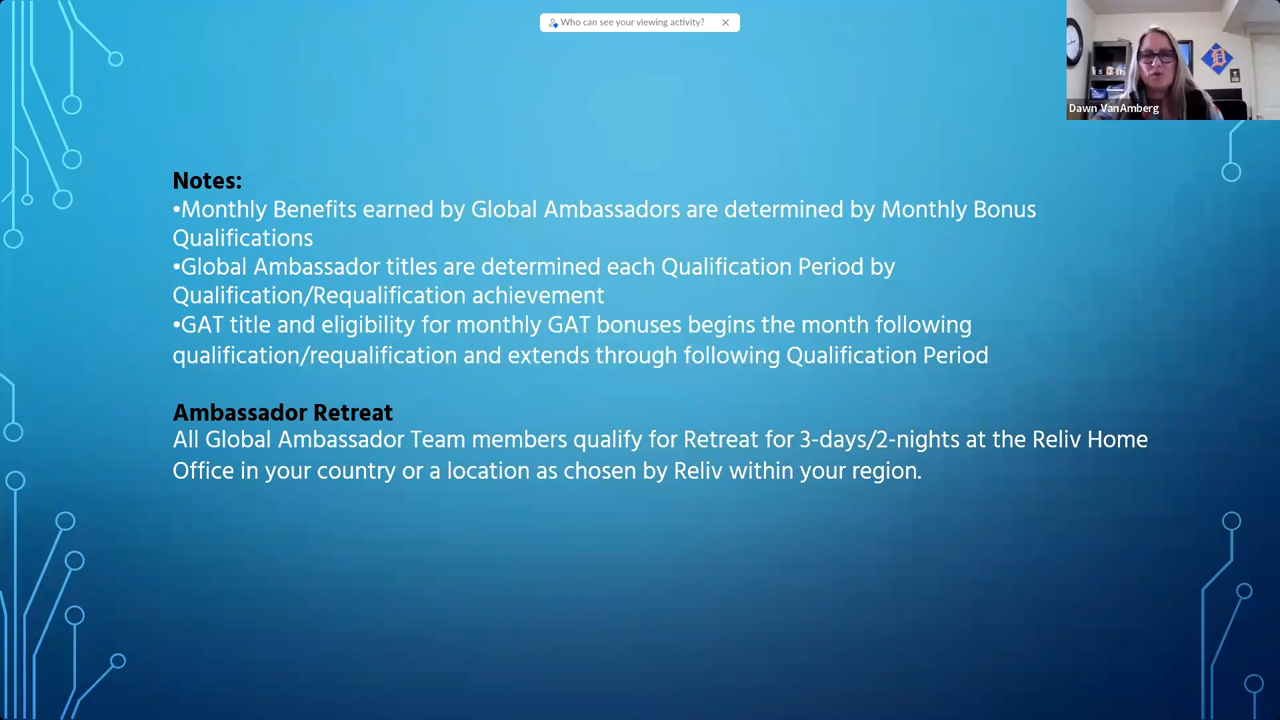 Who can see your viewing activity?
Dawn VanAmberg
Notes:
•Monthly Benefits earned by Global Ambassadors are determined by Monthly Bonus
Qualifications
•Global Ambassador titles are determined each Qualification Period by
Qualification/Requalification achievement
•GAT title and eligibility for monthly GAT bonuses begins the month following
qualification/requalification and extends through following Qualification Period
Ambassador Retreat
All Global Ambassador Team members qualify for Retreat for 3-days/2-nights at the Reliv Home
Office in your country or a location as chosen by Reliv within your region.